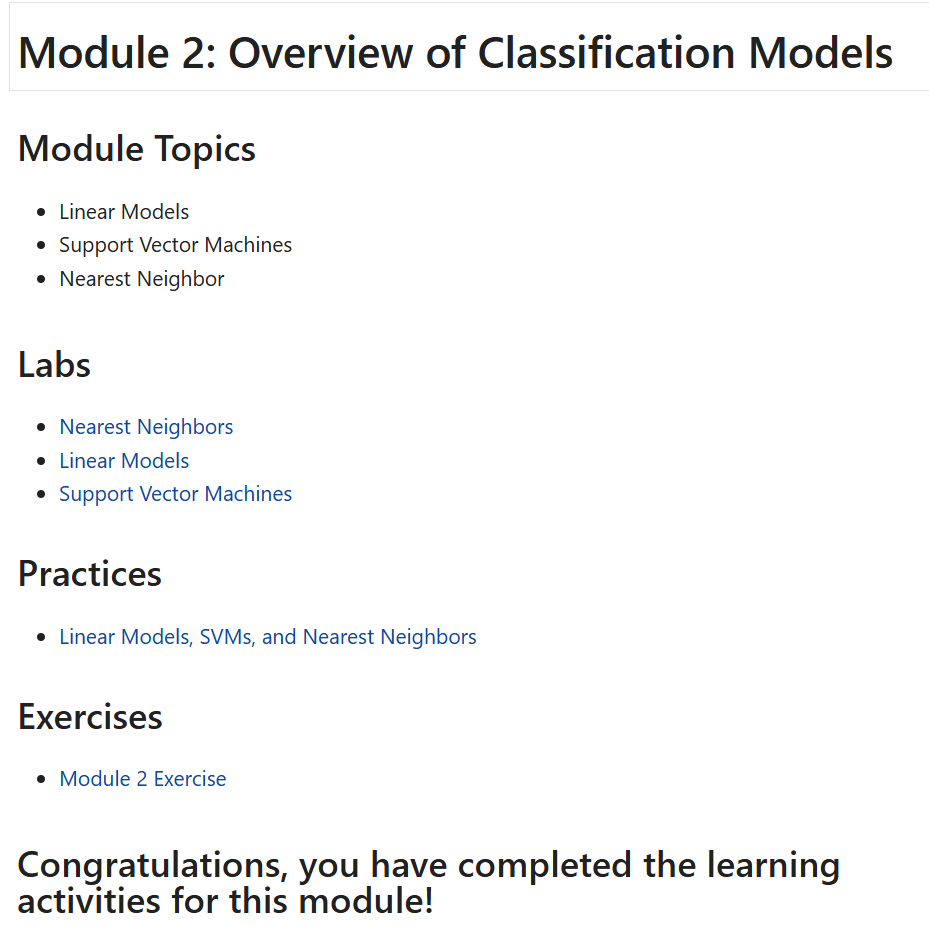 Module 2: Overview of Classification Models
Module Topics
Linear Models
Support Vector Machines
Nearest Neighbor
Labs
Nearest Neighbors
Linear Models
Support Vector Machines
Practices
Linear Models, SVMs, and Nearest Neighbors
Exercises
Module 2 Exercise
Congratulations, you have completed the learning
activities for this module!